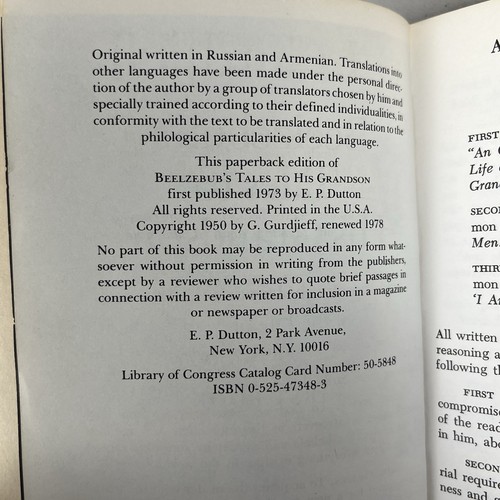 Original written in Russian and Armenian. Translations into
other languages have been made under the personal direc-
tion of the author by a group of translators chosen by him and
specially trained according to their defined individualities, in
conformity with the text to be translated and in relation to the
philological particularities of each language.
This paperback edition of
BEELZEBUB'S TALES TO HIS GRANDSON
first published 1973 by E. P. Dutton
All rights reserved. Printed in the U.S.A.
Copyright 1950 by G. Gurdjieff, renewed 1978
No part of this book may be reproduced in any form what-
soever without permission in writing from the publishers,
except by a reviewer who wishes to quote brief passages in
connection with a review written for inclusion in a magazine
or newspaper or broadcasts.
E. P. Dutton, 2 Park Avenue,
New York, N.Y. 10016
Library of Congress Catalog Card Number: 50-5848
ISBN 0-525-47348-3
A
FIRST
"An
Life
Gran
SECON
mon
Men
THIR
mon
'I A
All written
reasoning a
following th
FIRST
compromis
of the read
in him, abo
SECON
rial require
ness and